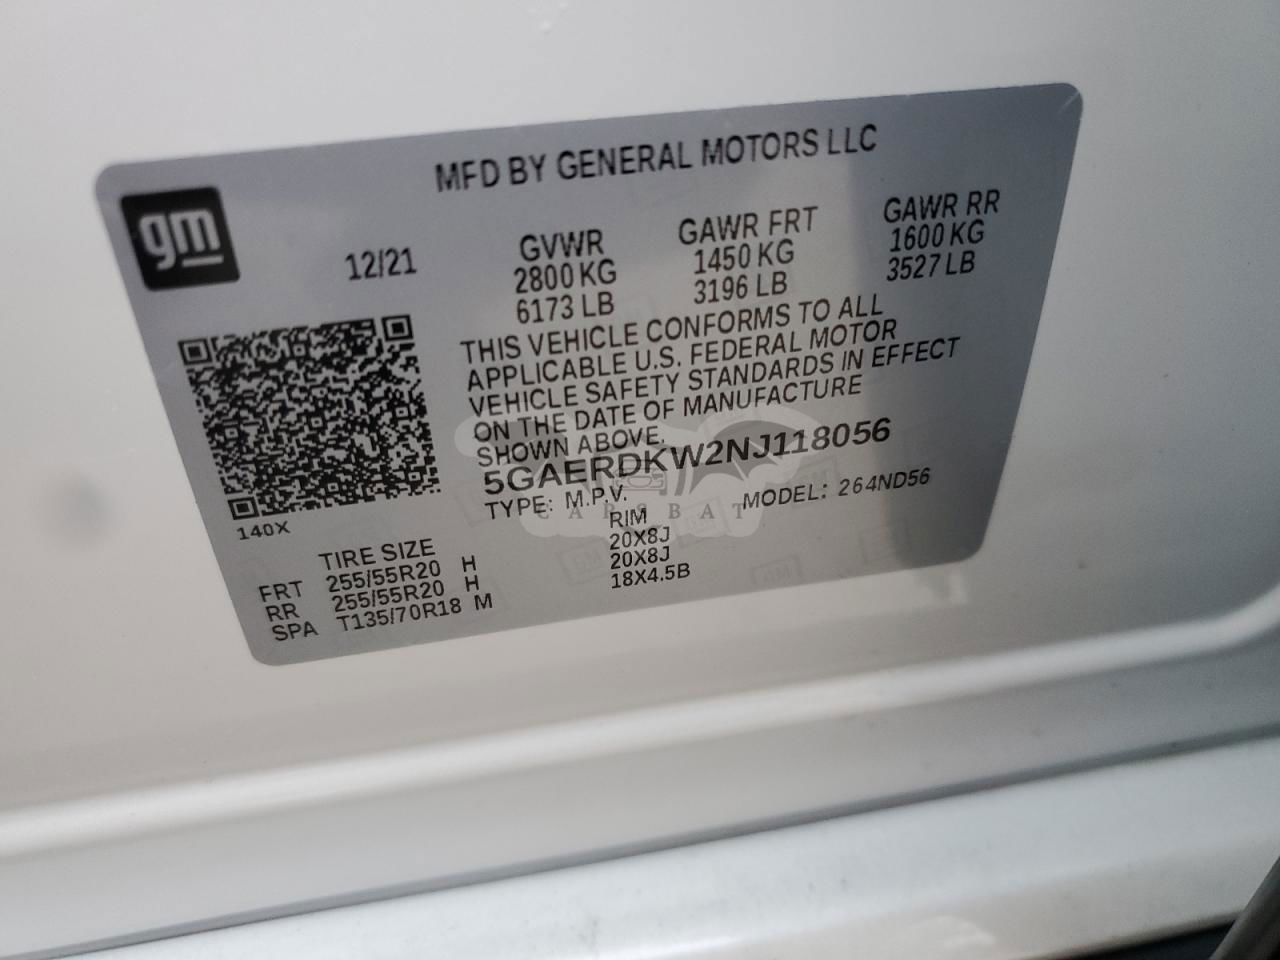 MFD BY GENERAL MOTORS LLC
gm
12/21
GVWR
2800 KG
6173 LB
GAWR FRT
1450 KG
3196 LB
GAWR RR
1600 KG
3527 LB
THIS VEHICLE CONFORMS TO ALL
APPLICABLE U.S. FEDERAL MOTOR
VEHICLE SAFETY STANDARDS IN EFFECT
ON THE DATE OF MANUFACTURE
SHOWN ABOVE.
5GAERDKW2NJ118056
TYPE: M.P.V.
MODEL: 264ND56
CARSBAT
140X
TIRE SIZE
RIM
FRT 255/55R20 H 20X8J
RR 255/55R20 H 20X8J
SPA T135/70R18 M 18X4.5B